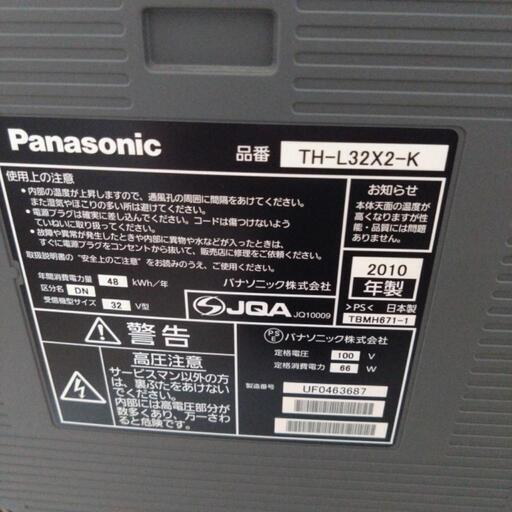 Panasonic
品番 TH-L32X2-K
使用上の注意
・内部の温度が上昇しますので、通風孔の周囲に間隔をあけてください。
また湿気やほこりの多い所は避けてください。
・電源プラグは確実に差し込んでください。コードは傷つけないよう
ていねいに取り扱ってください。
・故障や異常が発生したときや内部に異物や水などが入ったときは、
すぐに電源プラグをコンセントから抜いて、販売店に修理をご依頼ください。
取扱説明書の"安全上のご注意"をお読みのうえ、ご使用ください。
お知らせ
本体天面の温度が
高くなりますが性
能・品質には問題
ありません。
年間消費電力量 48 kWh/年
区分名 DN
受信機型サイズ 32 V型
パナソニック株式会社
JQA JQ10009
2010
年製
>PS< 日本製
TBMH671-1
警告
高圧注意
サービスマン以外の方
は、裏ぶたをあけない
でください。
内部には高電圧部分が
数多くあり、万一さわ
ると危険です。
PSE パナソニック株式会社
定格電圧 100 V
定格消費電力 66 W
製造番号 UF0463687